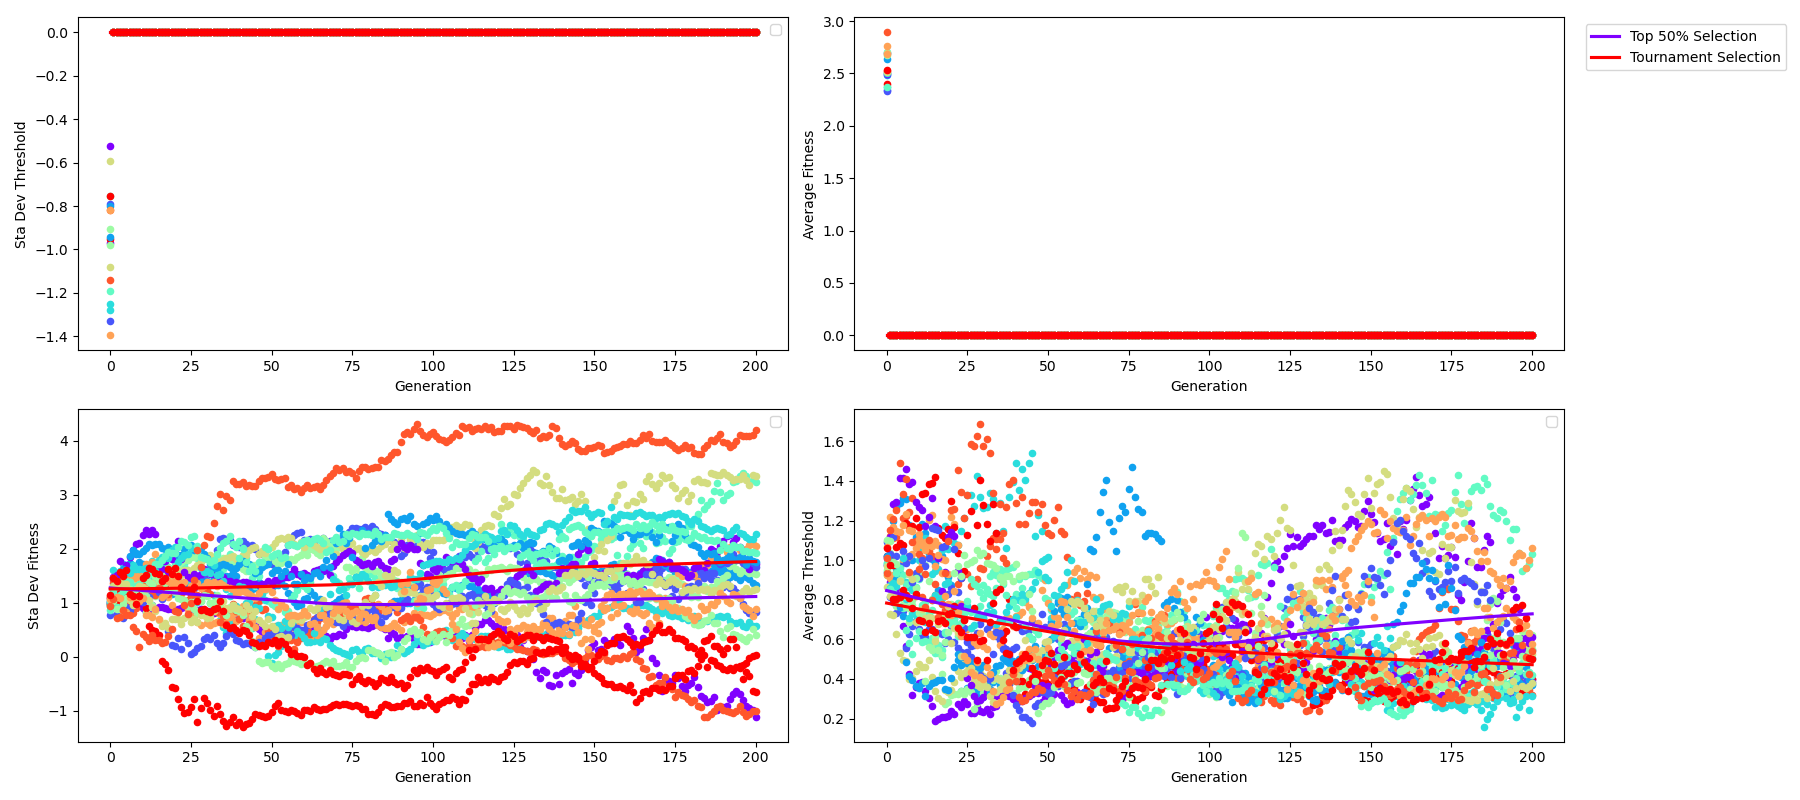 0.0
−0.2
−0.4
−0.6
−0.8
−1.0
−1.2
−1.4
Sta Dev Threshold
0 25 50 75 100 125 150 175 200
Generation
3.0
2.5
2.0
1.5
1.0
0.5
0.0
Average Fitness
0 25 50 75 100 125 150 175 200
Generation
Top 50% Selection
Tournament Selection
4
3
2
1
0
−1
Sta Dev Fitness
0 25 50 75 100 125 150 175 200
Generation
1.6
1.4
1.2
1.0
0.8
0.6
0.4
0.2
Average Threshold
0 25 50 75 100 125 150 175 200
Generation